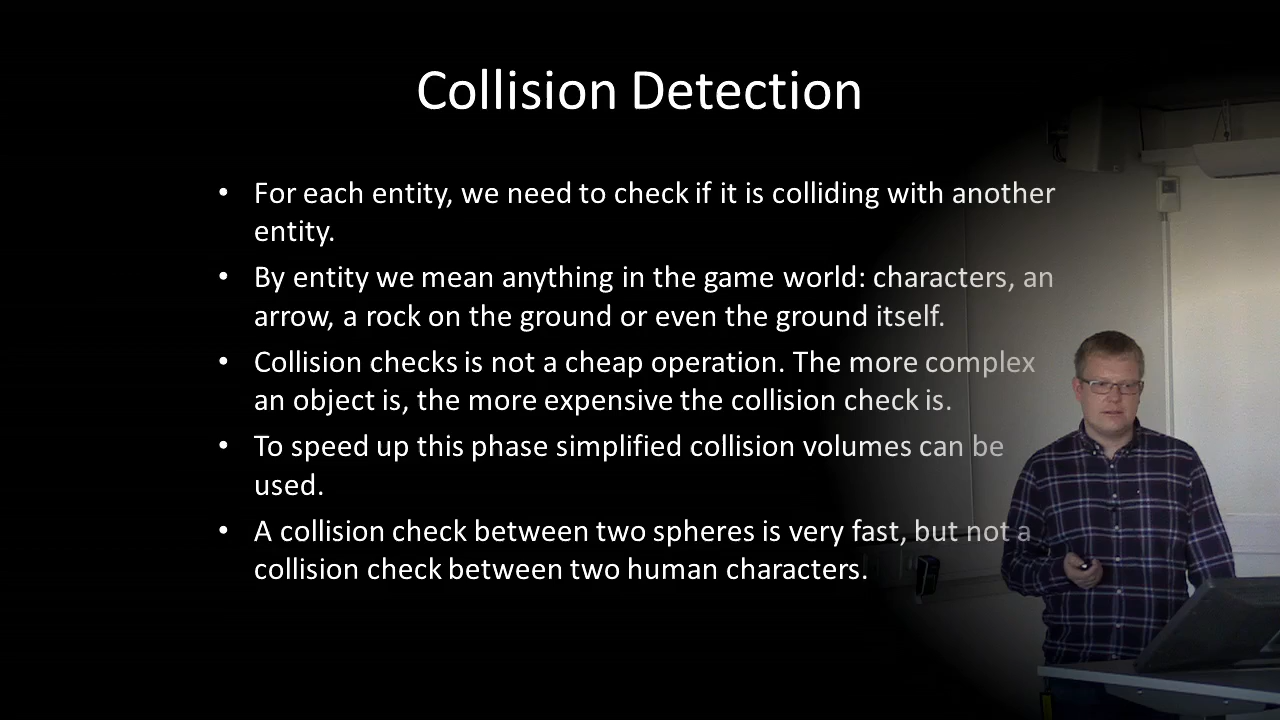 Collision Detection
• For each entity, we need to check if it is colliding with another
entity.
• By entity we mean anything in the game world: characters, an
arrow, a rock on the ground or even the ground itself.
• Collision checks is not a cheap operation. The more complex
an object is, the more expensive the collision check is.
• To speed up this phase simplified collision volumes can be
used.
• A collision check between two spheres is very fast, but not a
collision check between two human characters.